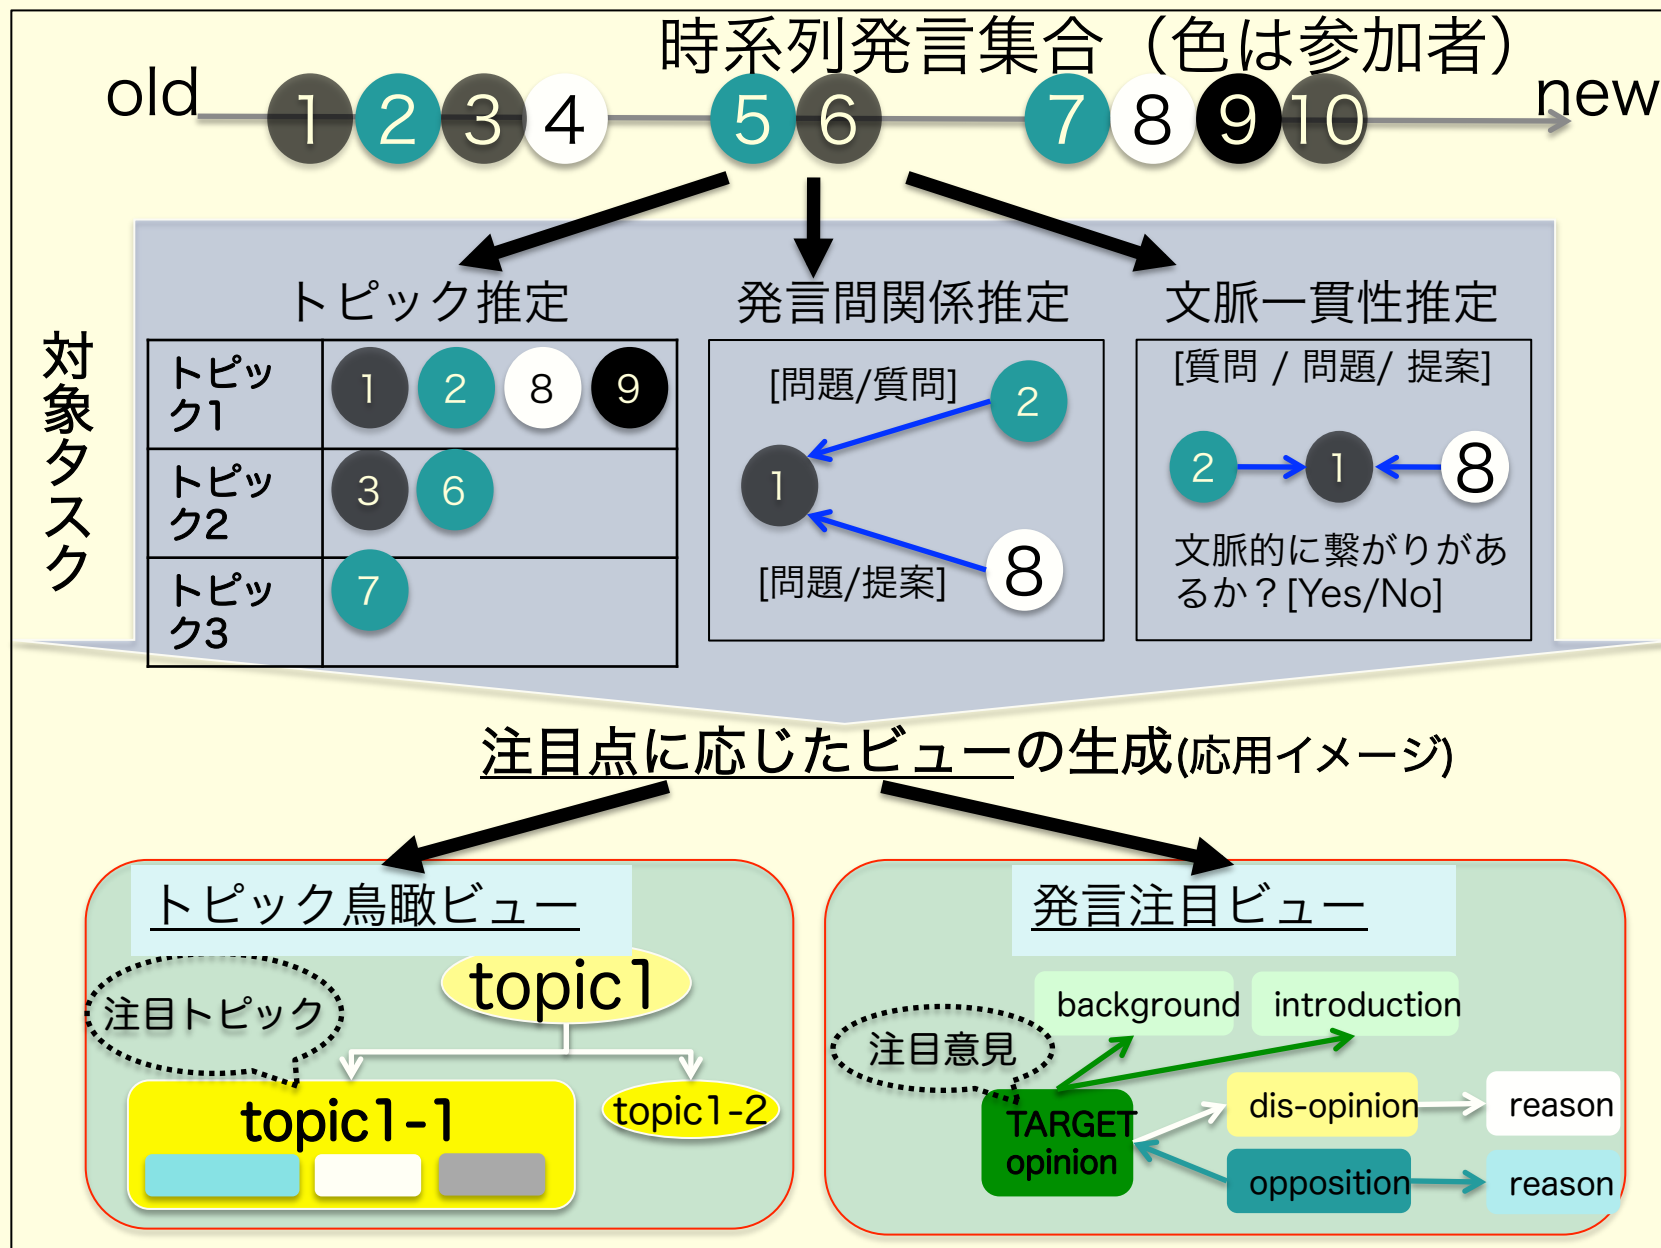 時系列発言集合（色は参加者）
old
1 2 3 4 5 6 7 8 9 10
new
対象タスク
トピック推定
トピッ
ク1
1 2 8 9
トピッ
ク2
3 6
トピッ
ク3
7
発言間関係推定
[問題/質問]
2
1
8
[問題/提案]
文脈一貫性推定
[質問 / 問題/ 提案]
2 1 8
文脈的に繋がりがあ
るか？[Yes/No]
注目点に応じたビューの生成(応用イメージ)
トピック鳥瞰ビュー
topic1
注目トピック
topic1-1
topic1-2
発言注目ビュー
background
introduction
注目意見
TARGET
opinion
dis-opinion
reason
opposition
reason